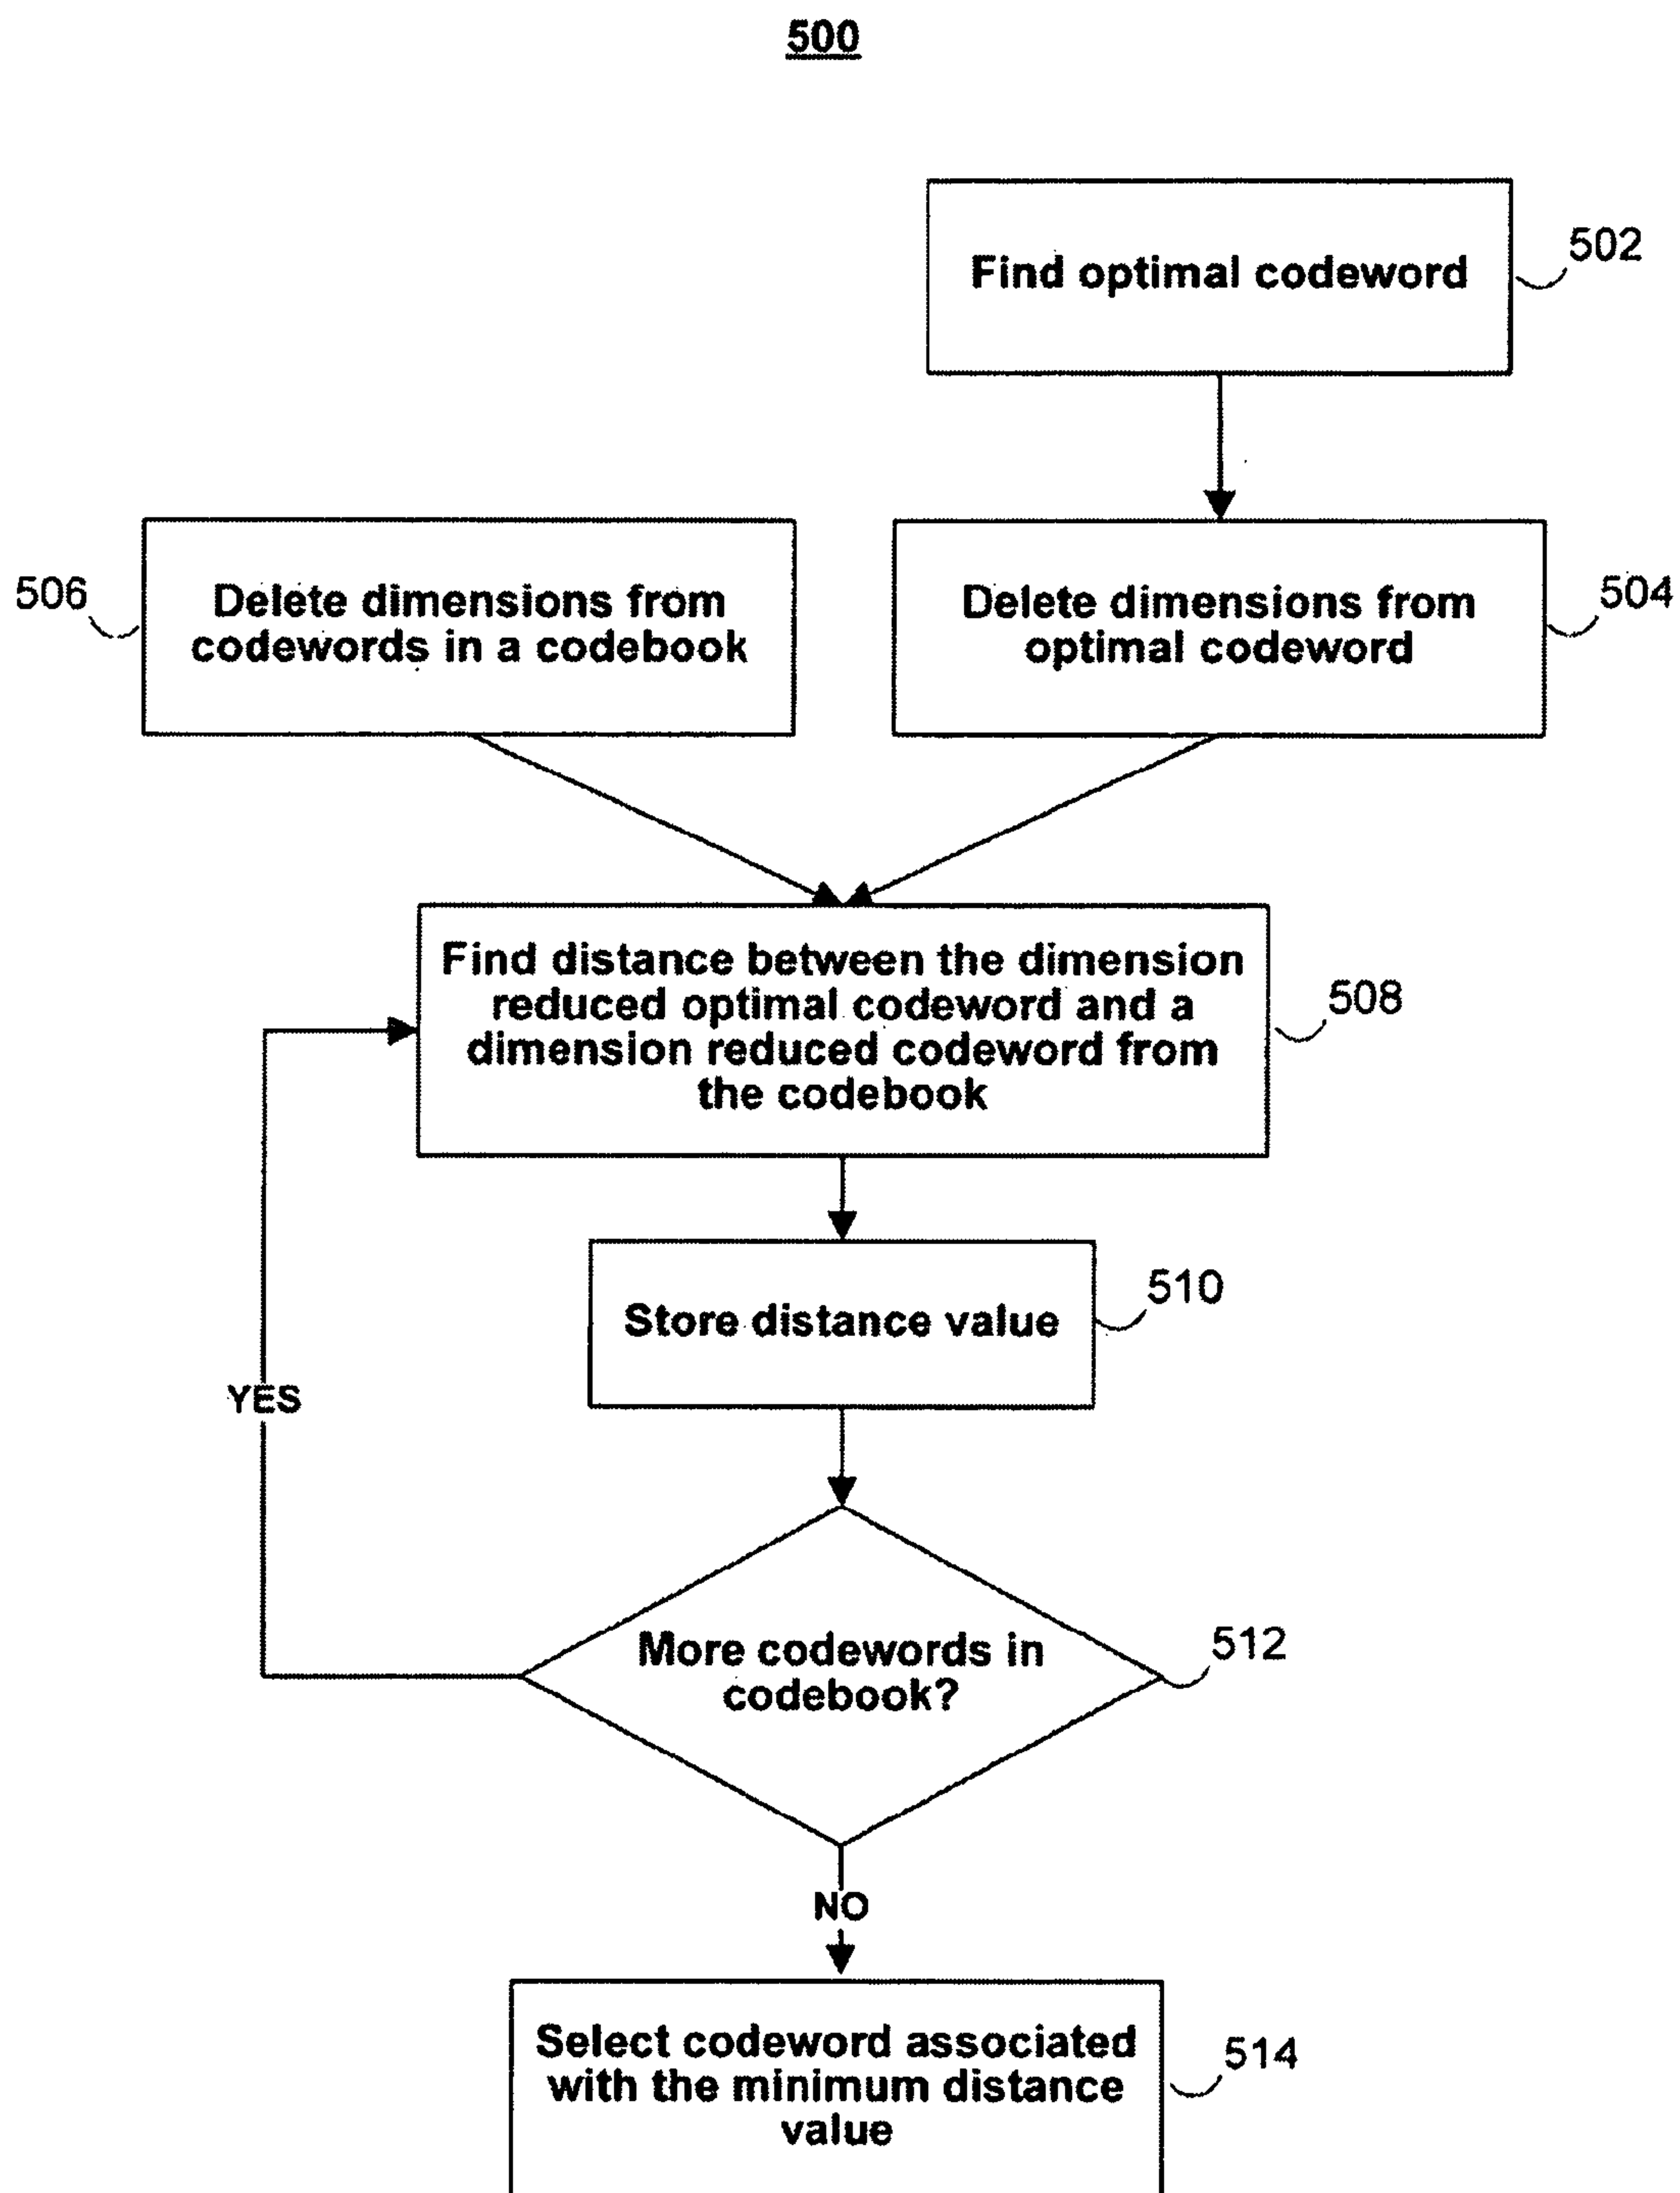 500
Find optimal codeword
502
506
Delete dimensions from
codewords in a codebook
Delete dimensions from
optimal codeword
504
Find distance between the dimension
reduced optimal codeword and a
dimension reduced codeword from
the codebook
508
Store distance value
510
YES
More codewords in
codebook?
512
NO
Select codeword associated
with the minimum distance
value
514